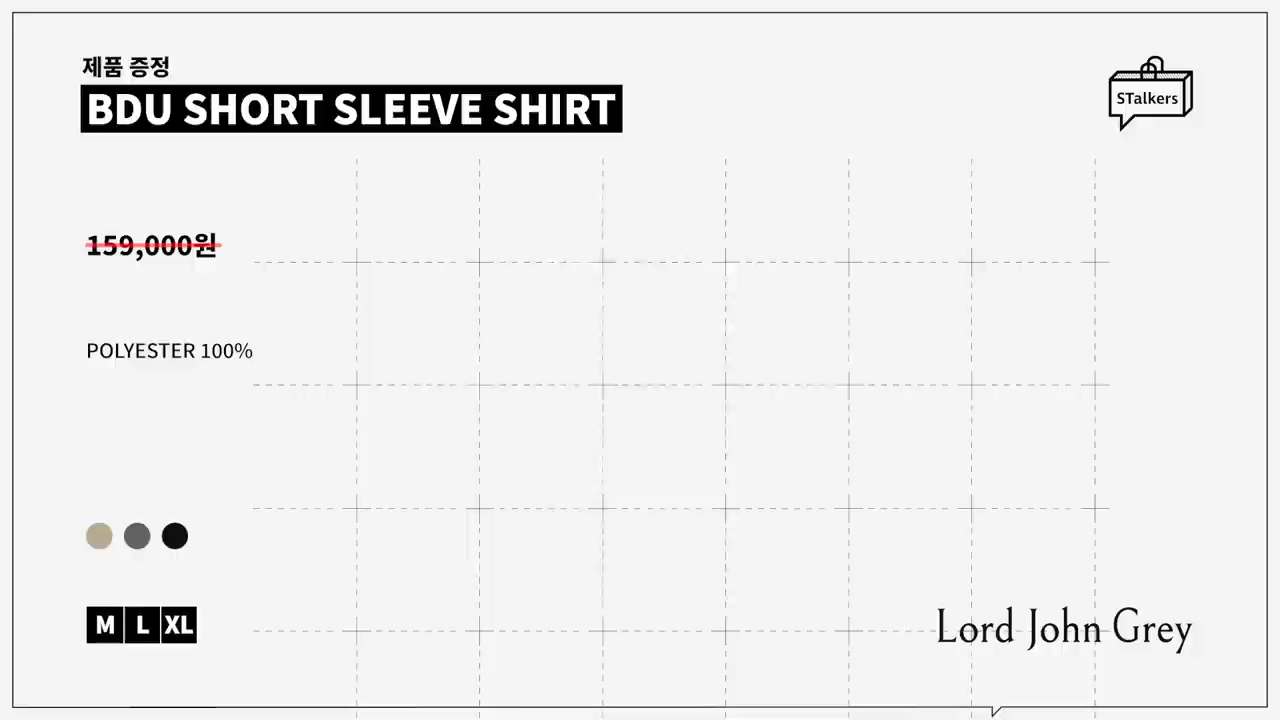 제품 증정
BDU SHORT SLEEVE SHIRT
STalkers
159,000원
POLYESTER 100%
M L XL
Lord John Grey